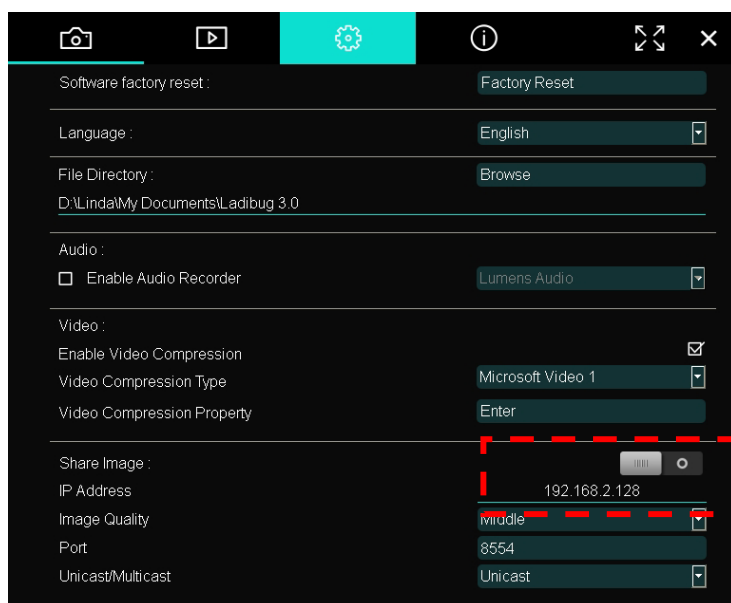 Software factory reset : Factory Reset
Language : English
File Directory : Browse
D:\Linda\My Documents\Ladibug 3.0
Audio :
Enable Audio Recorder Lumens Audio
Video :
Enable Video Compression
Video Compression Type Microsoft Video 1
Video Compression Property Enter
Share Image :
IP Address 192.168.2.128
Image Quality Middle
Port 8554
Unicast/Multicast Unicast